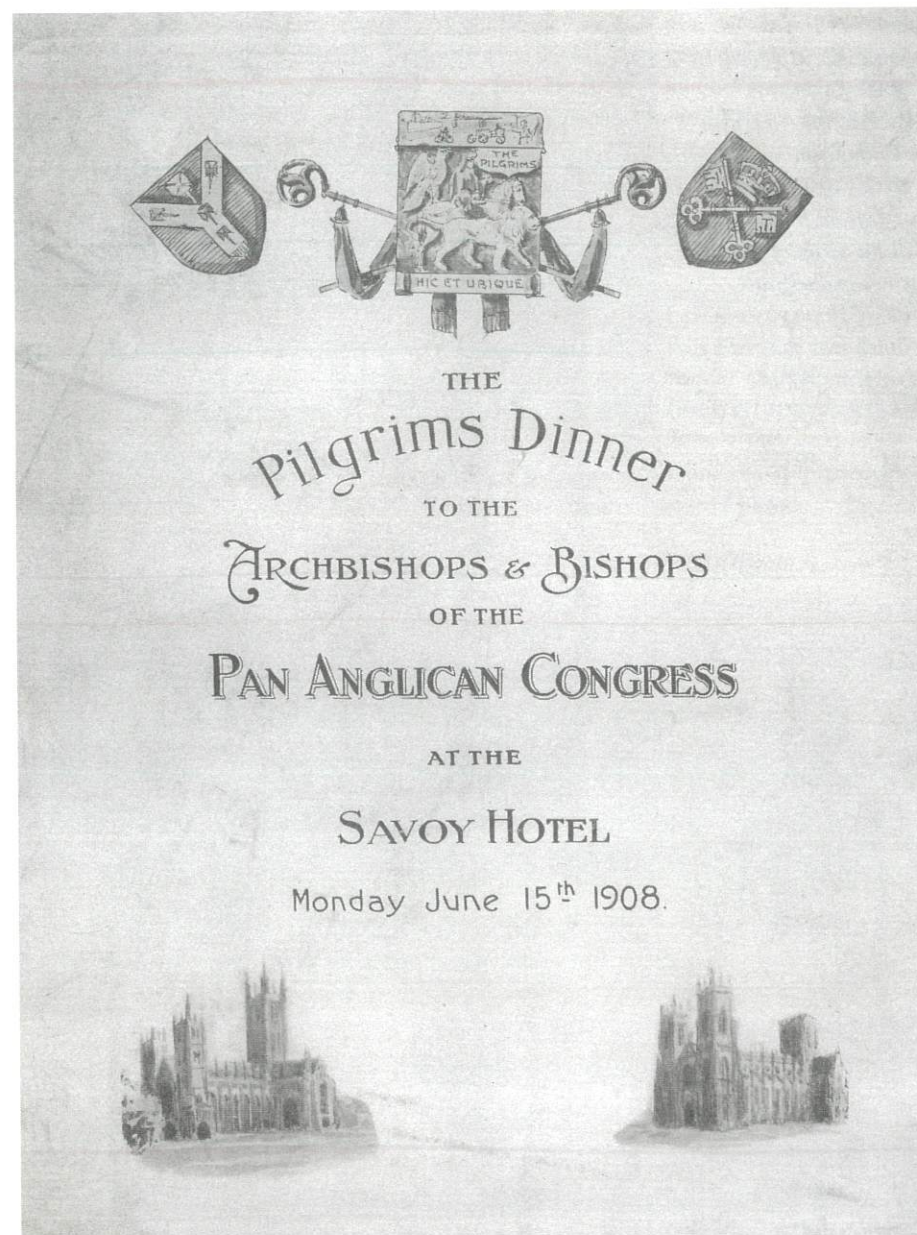 THE
PILGRIMS
HIC ET UBIQUE
THE
Pilgrims Dinner
TO THE
ARCHBISHOPS & BISHOPS
OF THE
PAN ANGLICAN CONGRESS
AT THE
SAVOY HOTEL
Monday June 15th 1908.